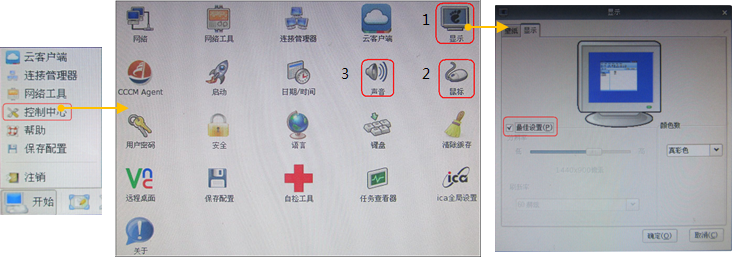 云客户端
连接管理器
网络工具
控制中心
帮助
保存配置
注销
开始
网络
网络工具
连接管理器
云客户端
1
显示
CCCM Agent
启动
日期/时间
3
声音
2
鼠标
用户密码
安全
语言
键盘
清除缓存
VNC
远程桌面
保存配置
自检工具
任务查看器
ica
ica全局设置
关于
显示
壁纸
显示
最佳设置(P)
颜色数
真彩色
确定(O)
取消(C)